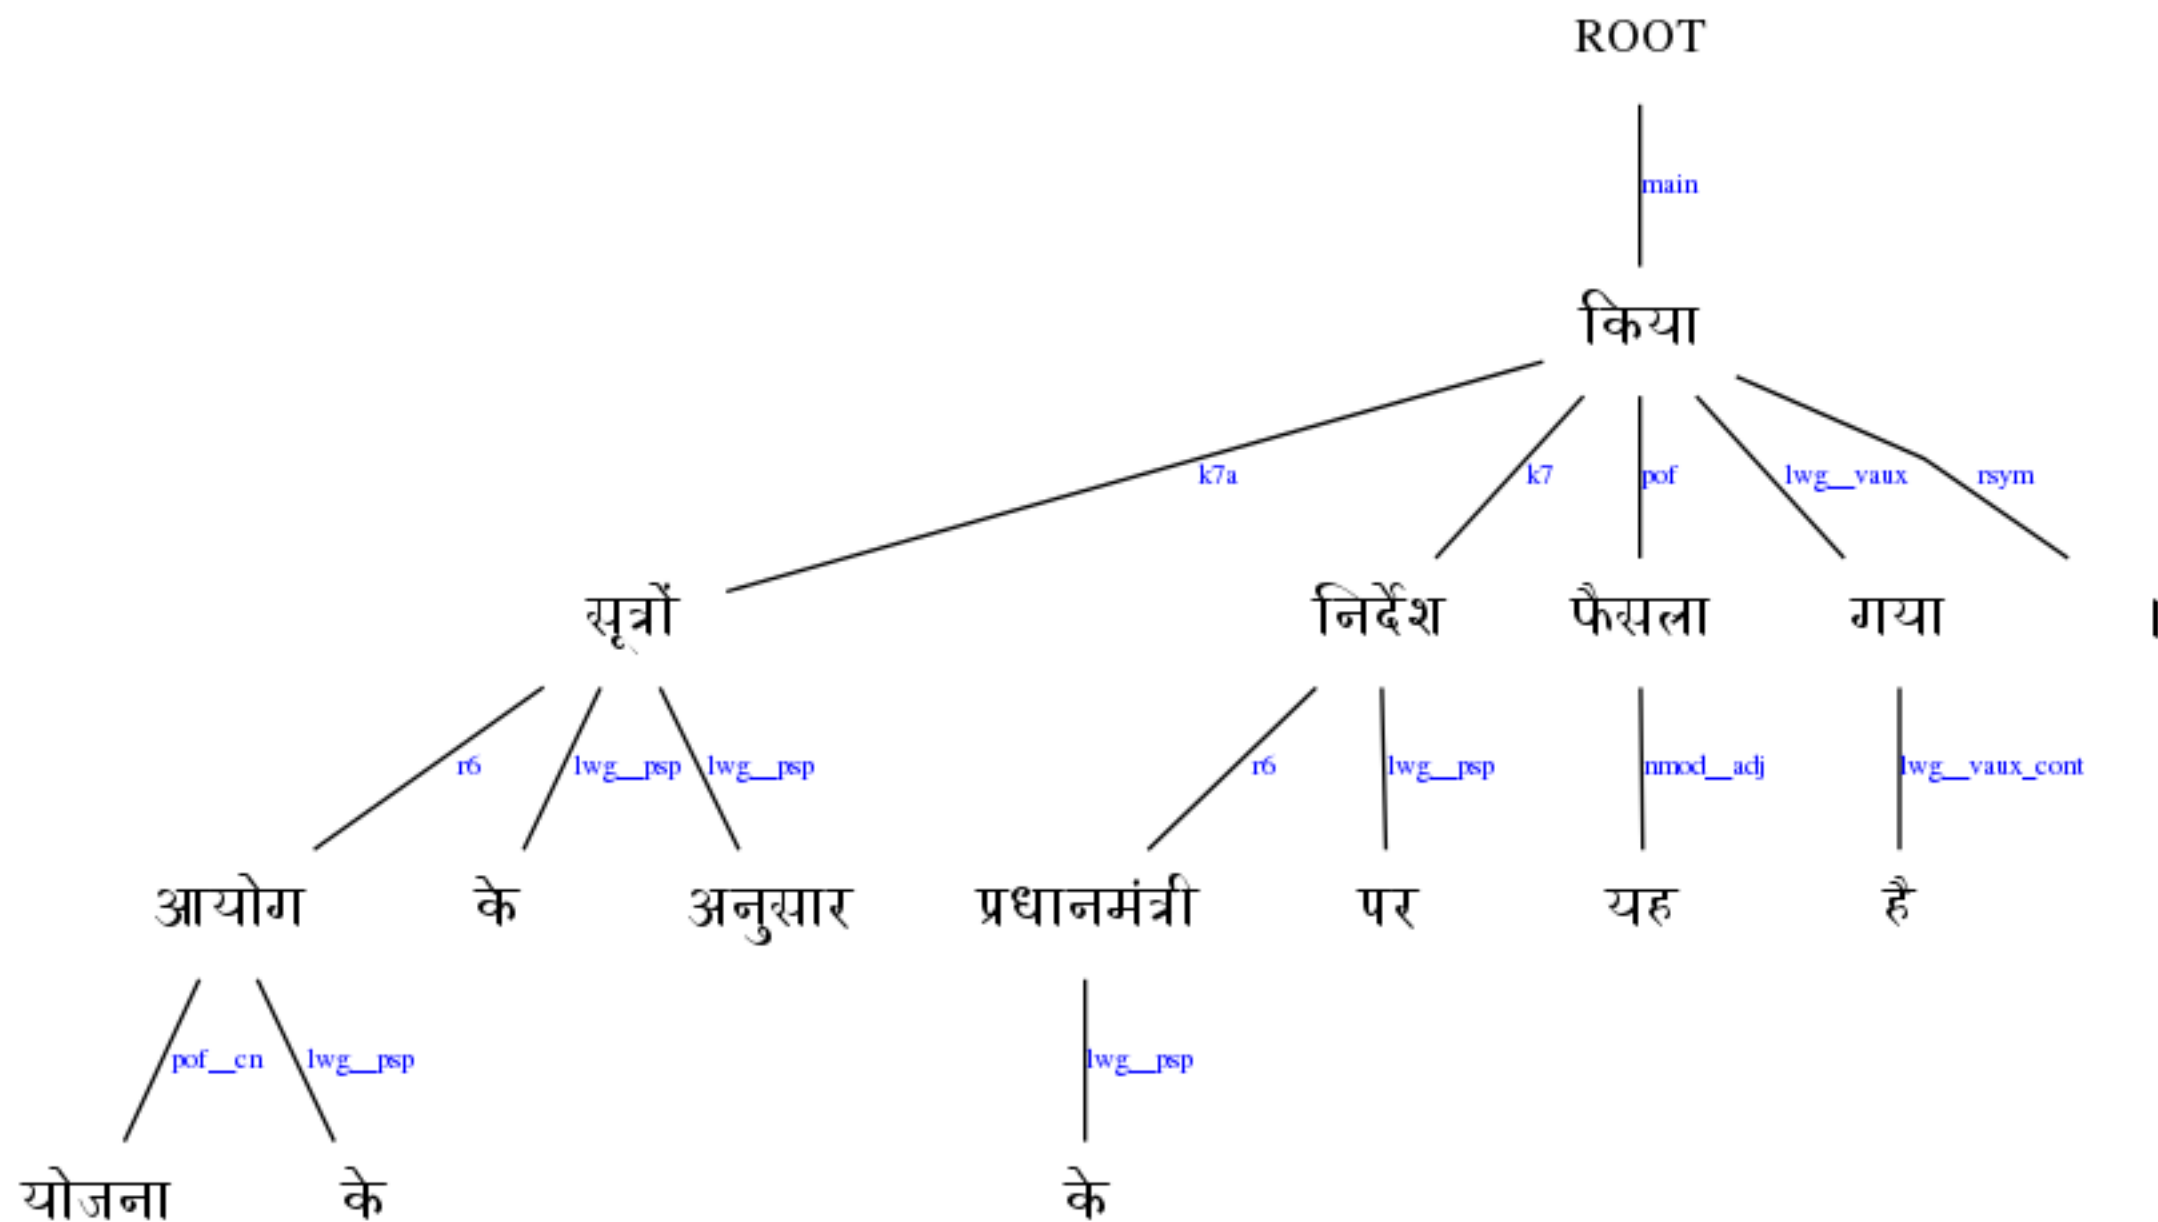 ROOT
main
किया
k7a k7 pof lwg__vaux rsym
सूत्रों निर्देश फैसला गया ।
r6 lwg__psp lwg__psp r6 lwg__psp nmod__adj lwg__vaux_cont
आयोग के अनुसार प्रधानमंत्री पर यह है
pof__cn lwg__psp lwg__psp
योजना के के